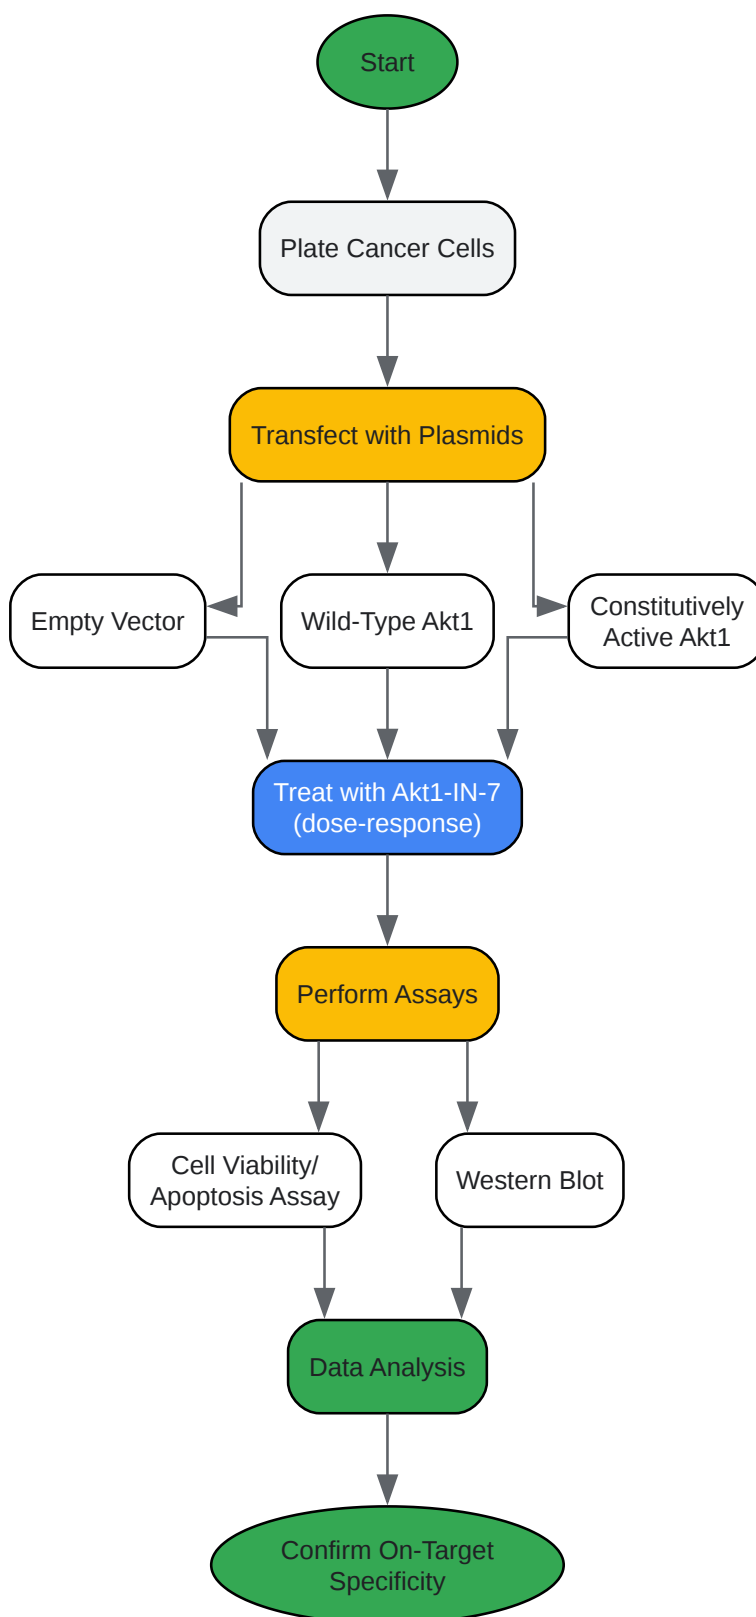 Start
Plate Cancer Cells
Transfect with Plasmids
Empty Vector
Wild-Type Akt1
Constitutively
Active Akt1
Treat with Akt1-IN-7
(dose-response)
Perform Assays
Cell Viability/
Apoptosis Assay
Western Blot
Data Analysis
Confirm On-Target
Specificity